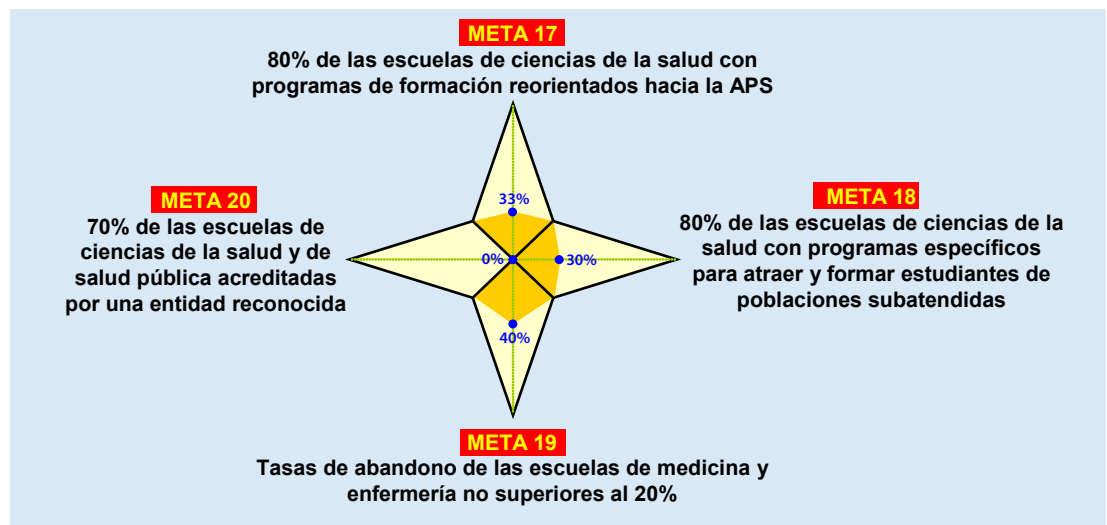 META 17
80% de las escuelas de ciencias de la salud con
programas de formación reorientados hacia la APS
33%
META 20
70% de las escuelas de
ciencias de la salud y de
salud pública acreditadas
por una entidad reconocida
0%
30%
META 18
80% de las escuelas de ciencias de la
salud con programas específicos
para atraer y formar estudiantes de
poblaciones subatendidas
40%
META 19
Tasas de abandono de las escuelas de medicina y
enfermería no superiores al 20%